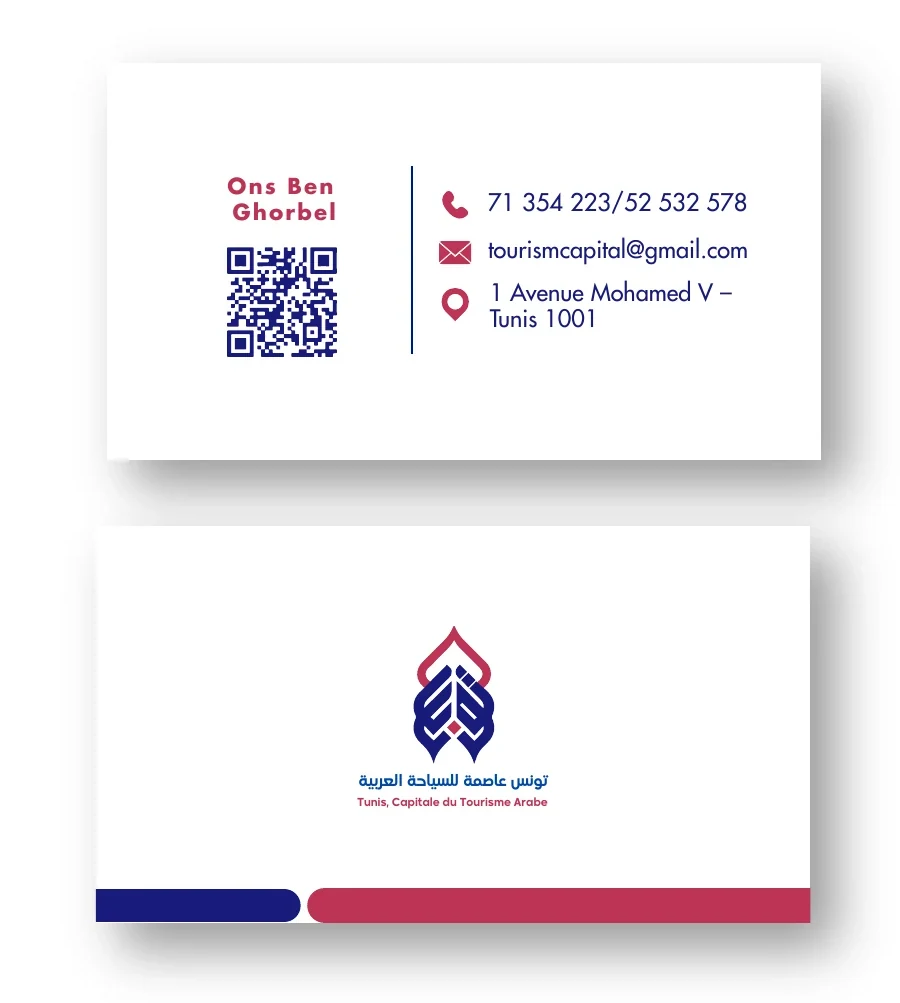 Ons Ben
Ghorbel
71 354 223/52 532 578
tourismcapital@gmail.com
1 Avenue Mohamed V –
Tunis 1001
تونس عاصمة للسياحة العربية
Tunis, Capitale du Tourisme Arabe